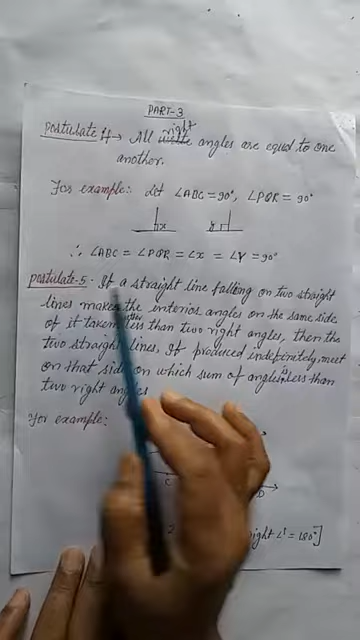 PART-3
Postulate 4 → All right angles are equal to one
another.
For example: Let ∠ABC = 90°, ∠PQR = 90°
x y
∴ ∠ABC = ∠PQR = ∠x = ∠Y = 90°
Postulate-5. If a straight line falling on two straight
lines makes the interior angles on the same side
of it taken less than two right angles, then the
two straight lines, If produced indefinitely, meet
on that side on which sum of angles is less than
two right angles
For example:
C D
right ∠' = 180°]